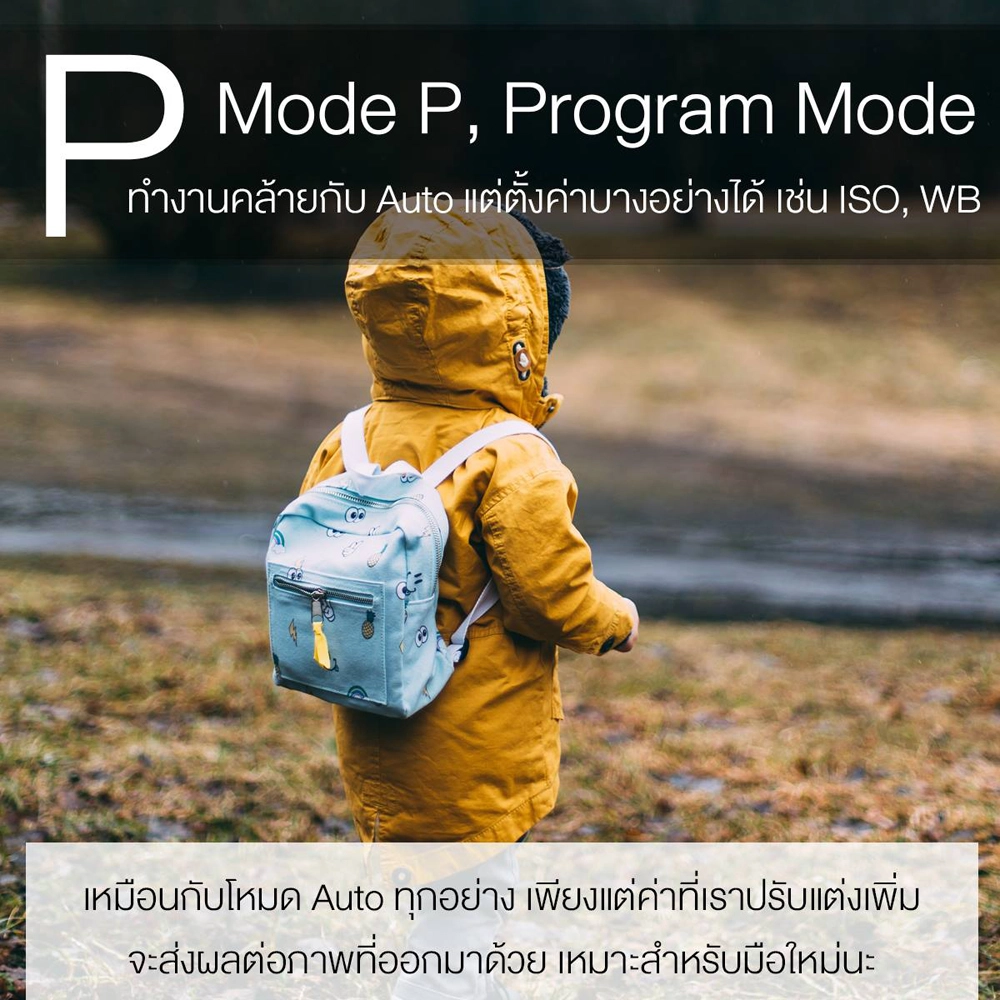 P
Mode P, Program Mode
ทำงานคล้ายกับ Auto แต่ตั้งค่าบางอย่างได้ เช่น ISO, WB
เหมือนกับโหมด Auto ทุกอย่าง เพียงแต่ค่าที่เราปรับแต่งเพิ่ม
จะส่งผลต่อภาพที่ออกมาด้วย เหมาะสำหรับมือใหม่นะ